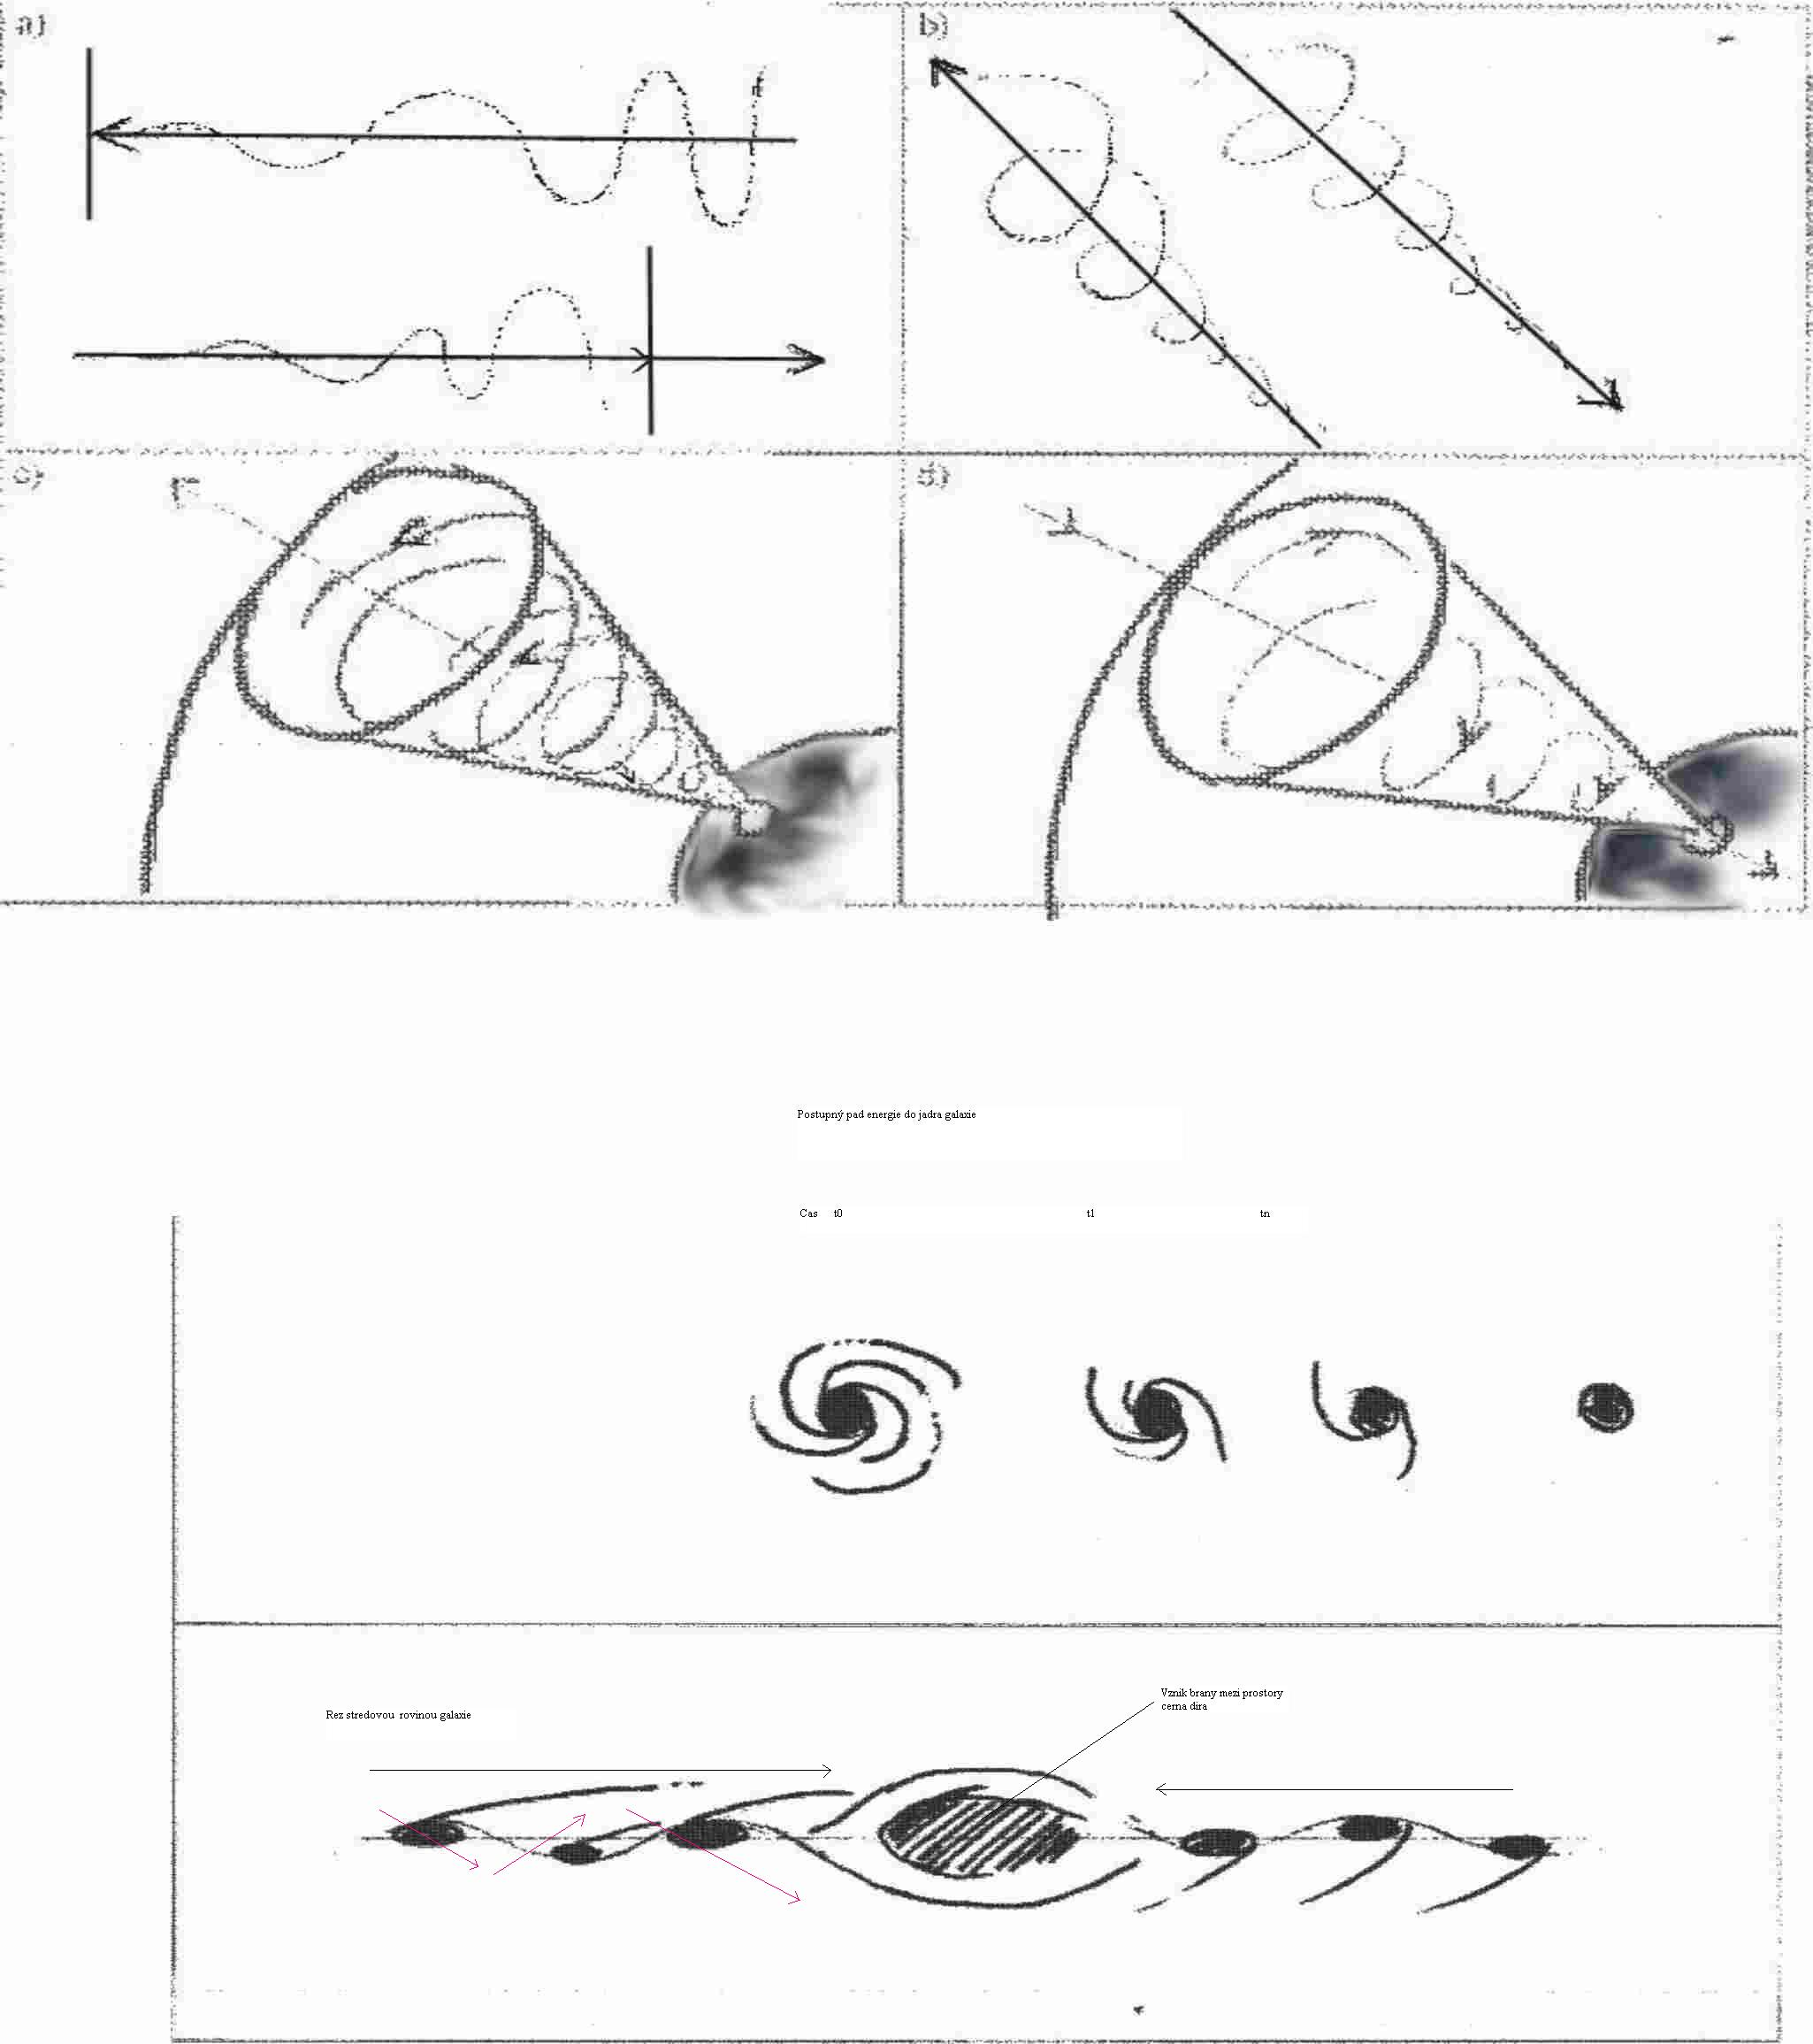 a)
b)
c)
d)
Postupný pad energie do jadra galaxie
Cas t0 t1 tn
Vznik brany mezi prostory
cerna dira
Rez stredovou rovinou galaxie